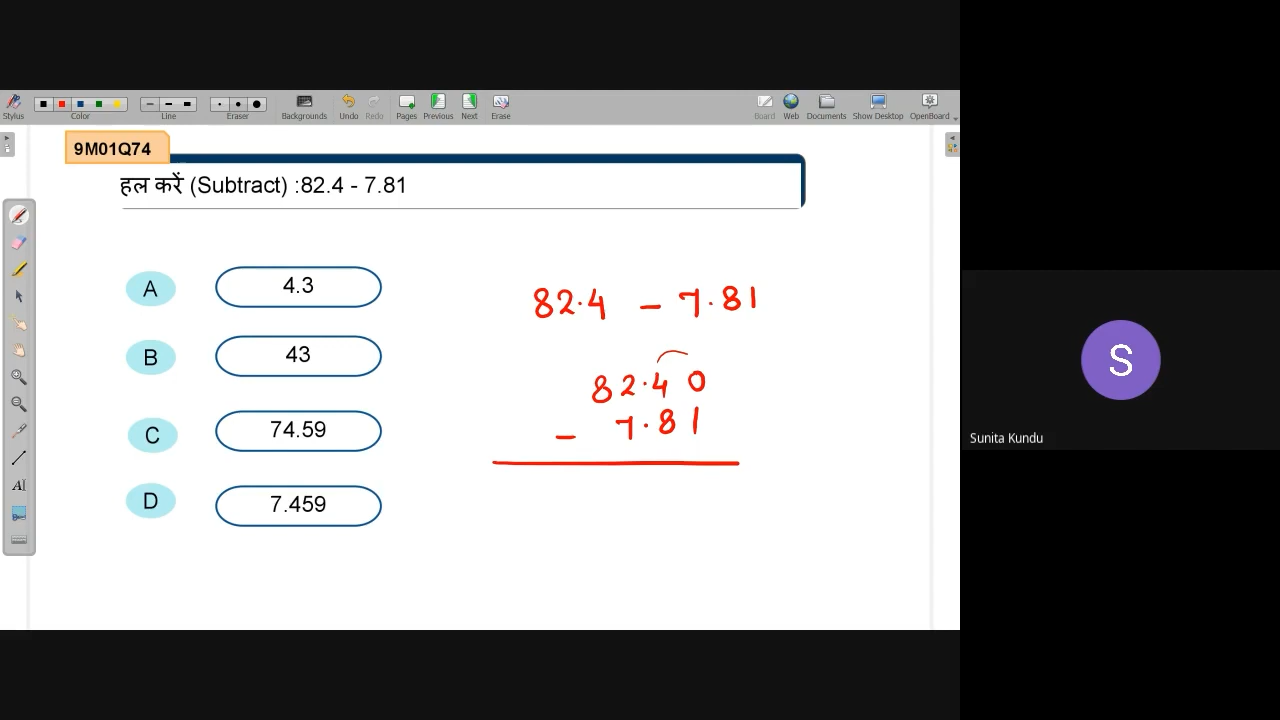 Stylus Color Line Eraser Backgrounds Undo Redo Pages Previous Next Erase Board Web Documents Show Desktop OpenBoard
9M01Q74
हल करें (Subtract) :82.4 - 7.81
A 4.3
B 43
C 74.59
D 7.459
82.4 - 7.81
82.40
- 7.81
S
Sunita Kundu